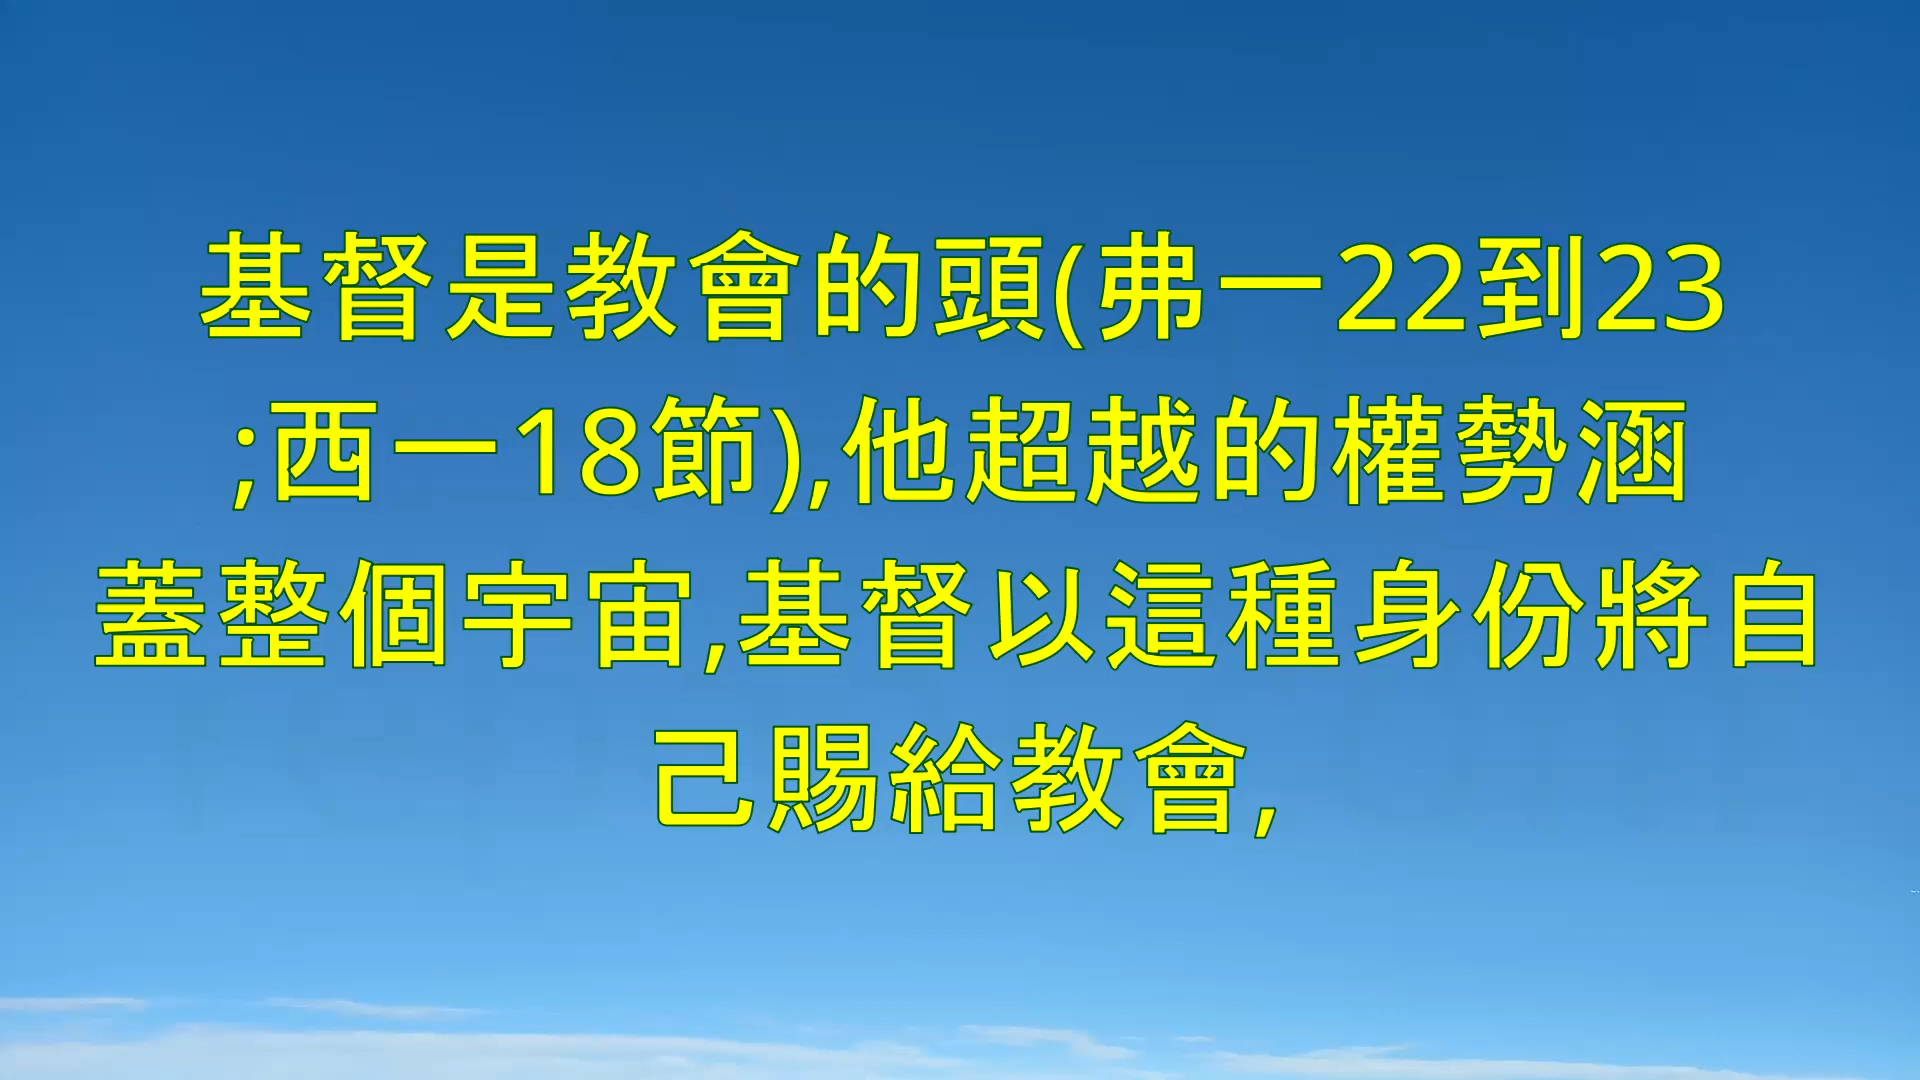 基督是教會的頭(弗一22到23
;西一18節),他超越的權勢涵
蓋整個宇宙,基督以這種身份將自
己賜給教會,